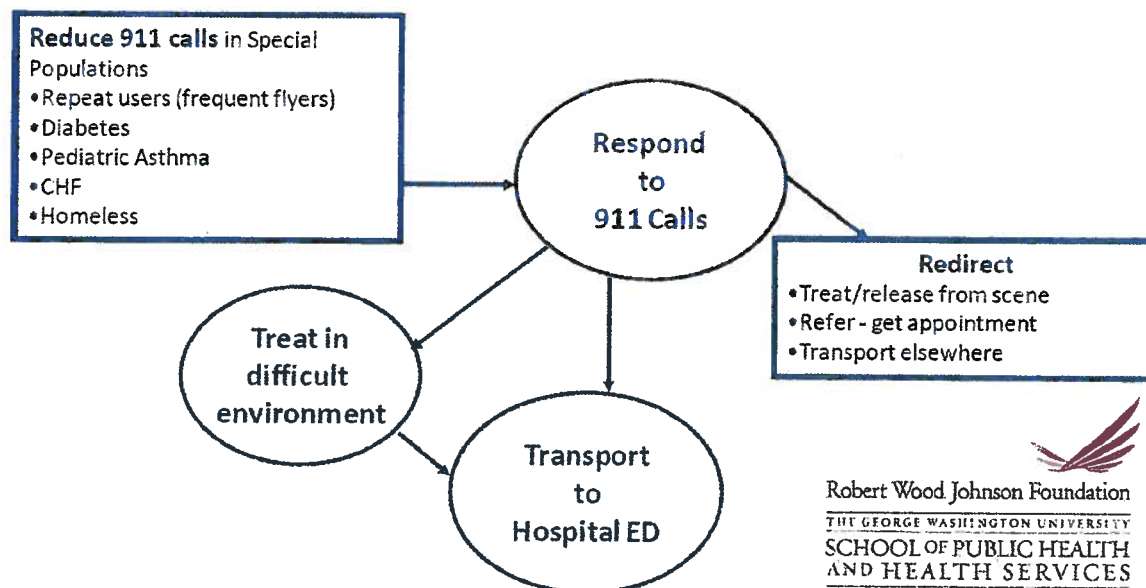 Reduce 911 calls in Special
Populations
•Repeat users (frequent flyers)
•Diabetes
•Pediatric Asthma
•CHF
•Homeless
Respond
to
911 Calls
Redirect
•Treat/release from scene
•Refer - get appointment
•Transport elsewhere
Treat in
difficult
environment
Transport
to
Hospital ED
Robert Wood Johnson Foundation
THE GEORGE WASHINGTON UNIVERSITY
SCHOOL OF PUBLIC HEALTH
AND HEALTH SERVICES